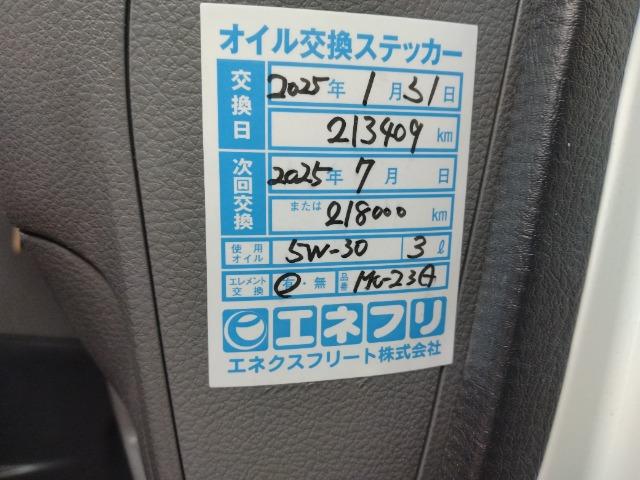 オイル交換ステッカー
交換日 2025年 1月31日
213409 km
次回交換 2025年 7月 日
または 218000 km
使用オイル 5W-30 3ℓ
エレメント交換 有・無 品番
エネフリ
エネクスフリート株式会社